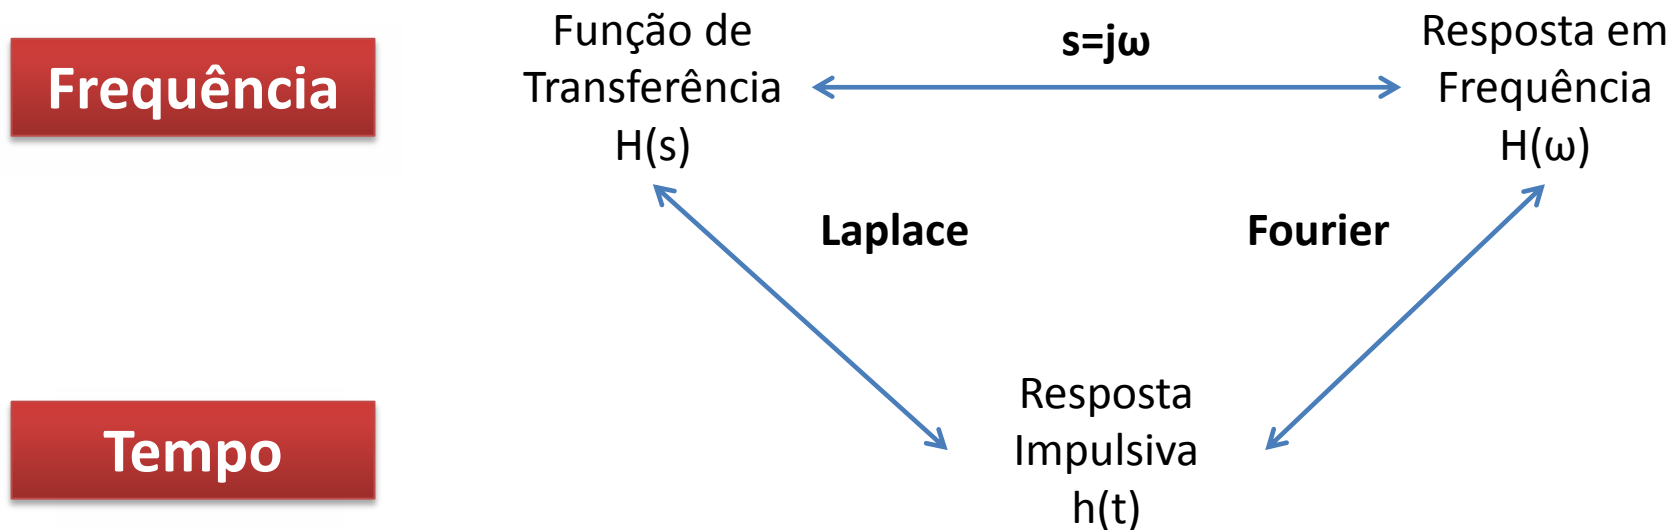 Frequência
Função de
Transferência
H(s)
s=jω
Resposta em
Frequência
H(ω)
Laplace
Fourier
Tempo
Resposta
Impulsiva
h(t)